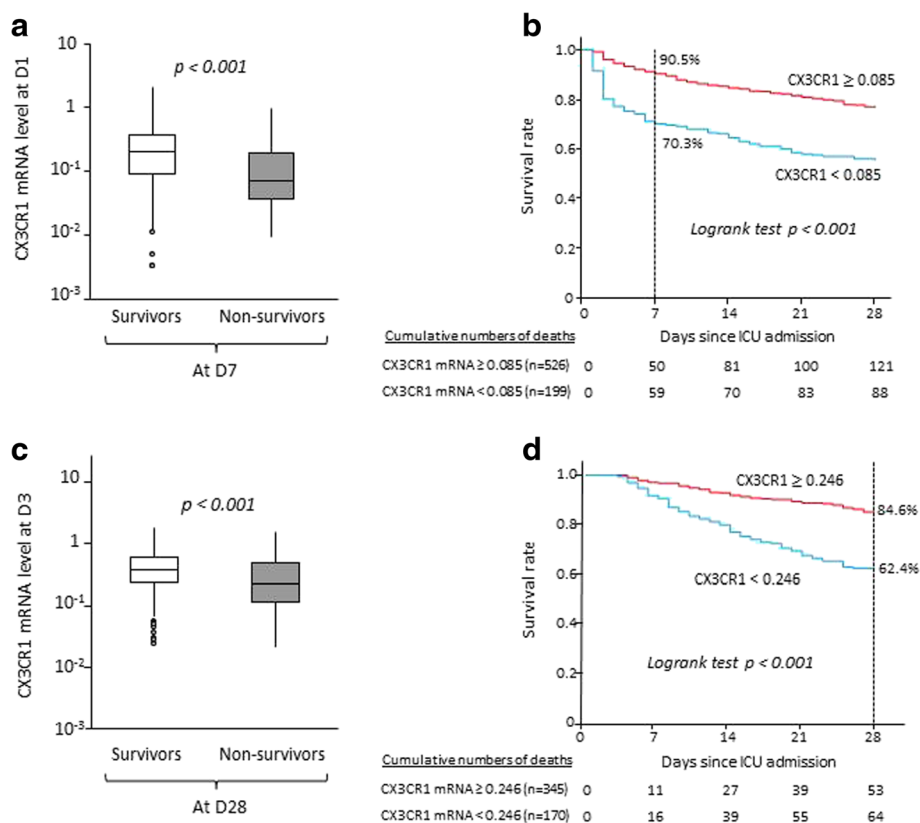 a
CX3CR1 mRNA level at D1
10
1
10-1
10-2
10-3
p < 0.001
Survivors Non-survivors
At D7
b
Survival rate
1.0
0.8
0.6
0.4
0.2
0
90.5%
CX3CR1 ≥ 0.085
70.3%
CX3CR1 < 0.085
Logrank test p < 0.001
0 7 14 21 28
Days since ICU admission
Cumulative numbers of deaths
CX3CR1 mRNA ≥ 0.085 (n=526) 0 50 81 100 121
CX3CR1 mRNA < 0.085 (n=199) 0 59 70 83 88
c
CX3CR1 mRNA level at D3
10
1
10-1
10-2
10-3
p < 0.001
Survivors Non-survivors
At D28
d
Survival rate
1.0
0.8
0.6
0.4
0.2
0
CX3CR1 ≥ 0.246
84.6%
CX3CR1 < 0.246
62.4%
Logrank test p < 0.001
0 7 14 21 28
Days since ICU admission
Cumulative numbers of deaths
CX3CR1 mRNA ≥ 0.246 (n=345) 0 11 27 39 53
CX3CR1 mRNA < 0.246 (n=170) 0 16 39 55 64